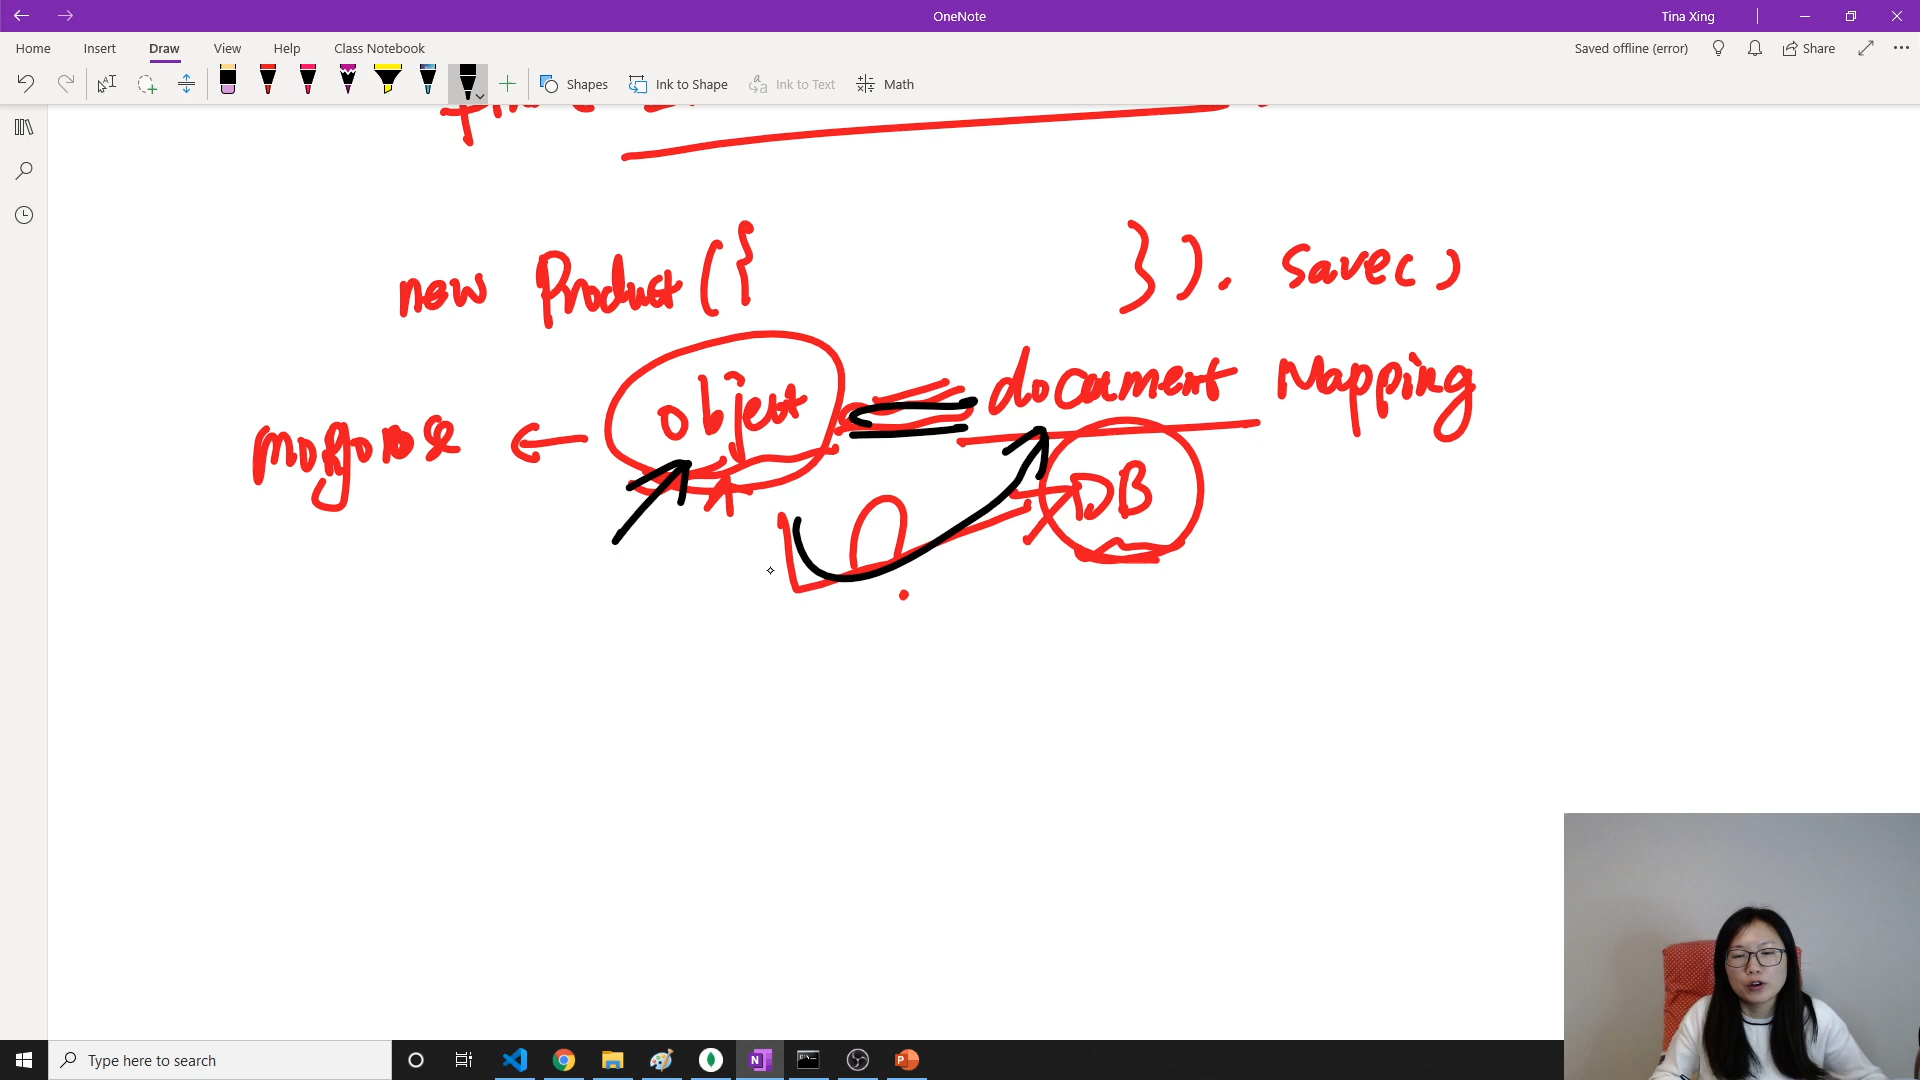 OneNote
Tina Xing
Home Insert Draw View Help Class Notebook
Saved offline (error) Share
Shapes Ink to Shape Ink to Text Math
new Product({ }). save()
object document Mapping
mongoose
DB
Type here to search